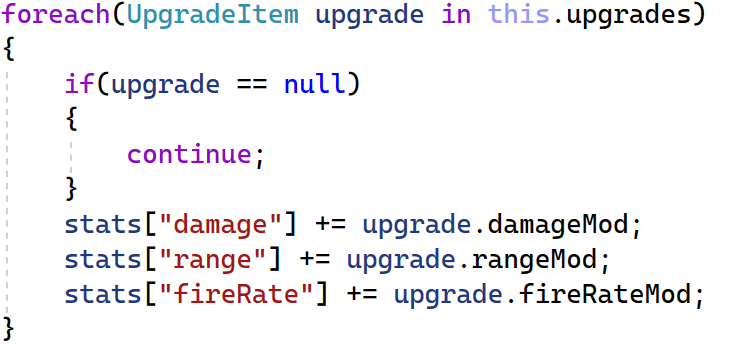 foreach(UpgradeItem upgrade in this.upgrades)
{
    if(upgrade == null)
    {
        continue;
    }
    stats["damage"] += upgrade.damageMod;
    stats["range"] += upgrade.rangeMod;
    stats["fireRate"] += upgrade.fireRateMod;
}